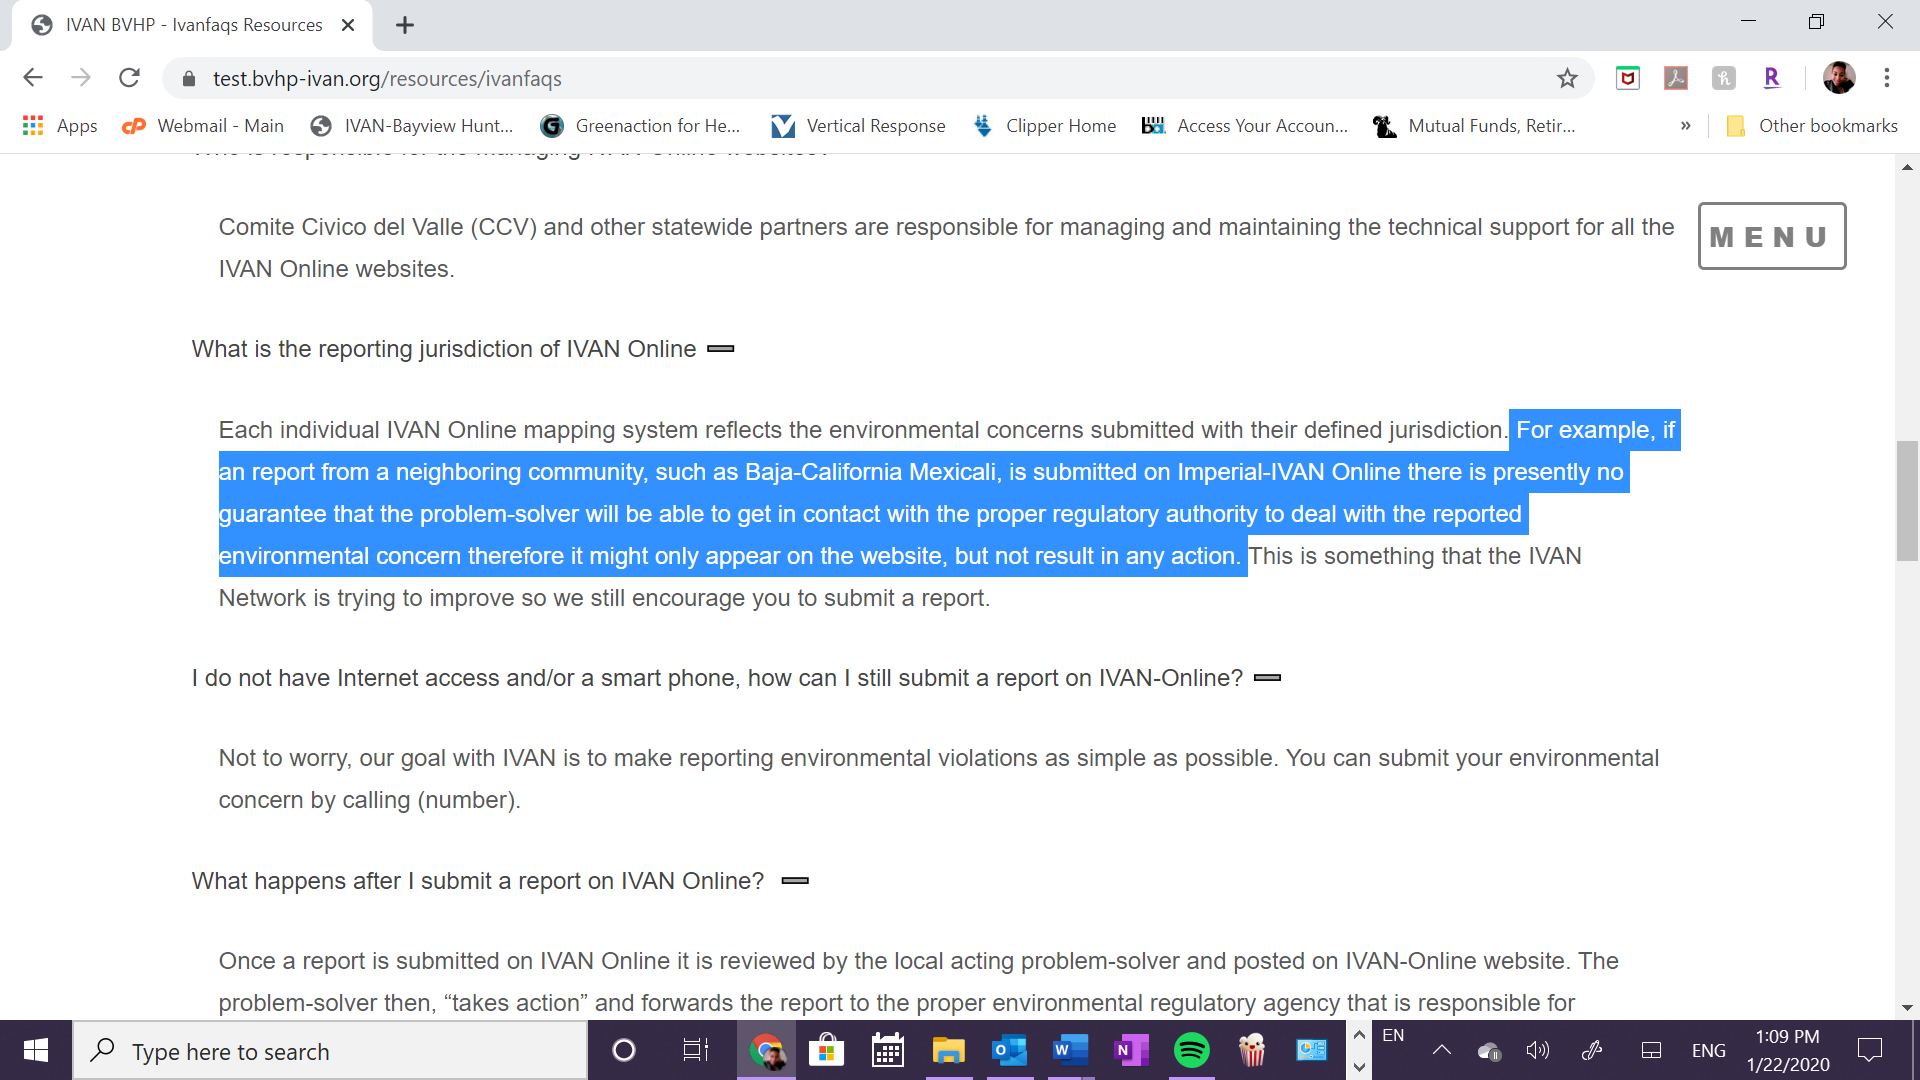 IVAN BVHP - Ivanfaqs Resources
test.bvhp-ivan.org/resources/ivanfaqs
Apps
Webmail - Main
IVAN-Bayview Hunt...
Greenaction for He...
Vertical Response
Clipper Home
Access Your Accoun...
Mutual Funds, Retir...
»
Other bookmarks
Comite Civico del Valle (CCV) and other statewide partners are responsible for managing and maintaining the technical support for all the
IVAN Online websites.
MENU
What is the reporting jurisdiction of IVAN Online
Each individual IVAN Online mapping system reflects the environmental concerns submitted with their defined jurisdiction. For example, if
an report from a neighboring community, such as Baja-California Mexicali, is submitted on Imperial-IVAN Online there is presently no
guarantee that the problem-solver will be able to get in contact with the proper regulatory authority to deal with the reported
environmental concern therefore it might only appear on the website, but not result in any action. This is something that the IVAN
Network is trying to improve so we still encourage you to submit a report.
I do not have Internet access and/or a smart phone, how can I still submit a report on IVAN-Online?
Not to worry, our goal with IVAN is to make reporting environmental violations as simple as possible. You can submit your environmental
concern by calling (number).
What happens after I submit a report on IVAN Online?
Once a report is submitted on IVAN Online it is reviewed by the local acting problem-solver and posted on IVAN-Online website. The
problem-solver then, “takes action” and forwards the report to the proper environmental regulatory agency that is responsible for
Type here to search
EN
ENG
1:09 PM
1/22/2020